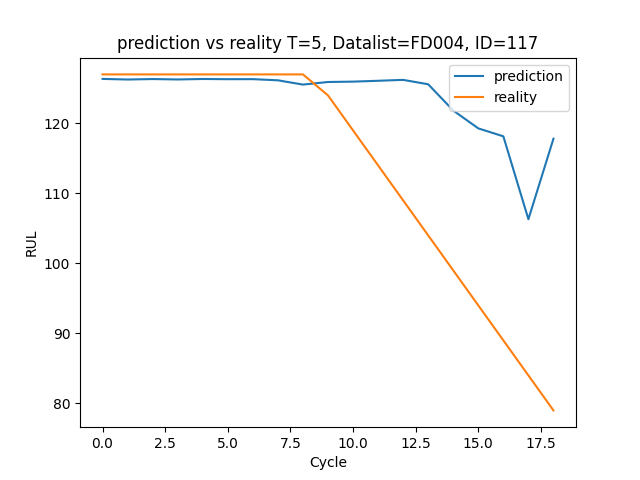 prediction vs reality T=5, Datalist=FD004, ID=117
prediction
reality
RUL
120
110
100
90
80
0.0 2.5 5.0 7.5 10.0 12.5 15.0 17.5
Cycle